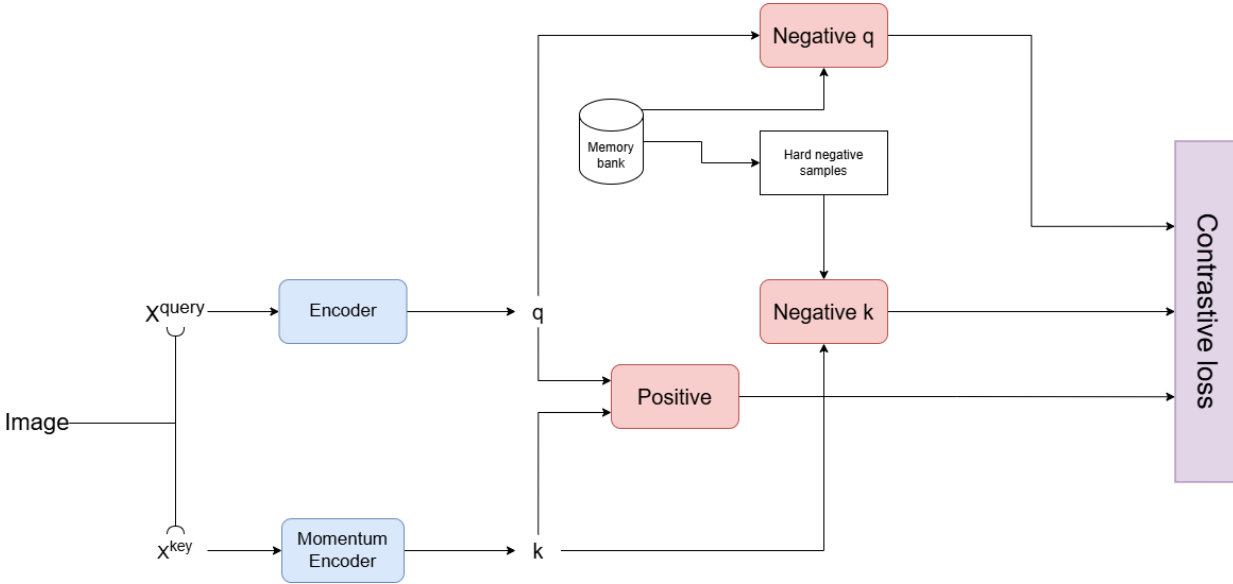 Negative q
Memory
bank
Hard negative
samples
Contrastive loss
X^query
Encoder
q
Negative k
Positive
Image
X^key
Momentum
Encoder
k